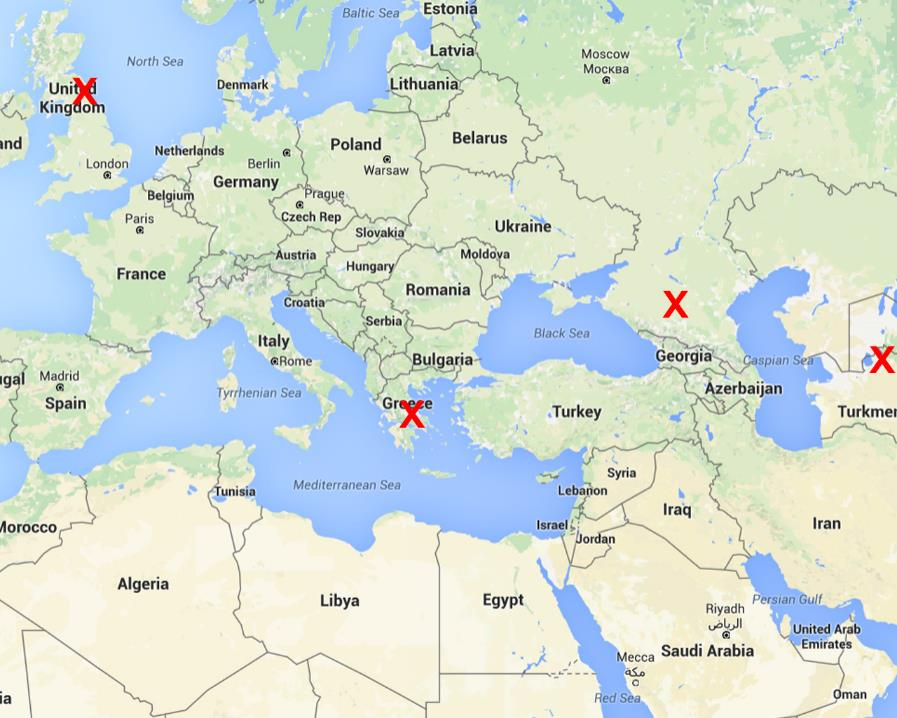 Estonia
Baltic Sea
Latvia
Moscow
Москва
North Sea
Denmark
Lithuania
United
Kingdom
X
Belarus
and
Poland
Netherlands
Berlin
Warsaw
London
Germany
Belgium
Prague
Czech Rep
Paris
Ukraine
Slovakia
Austria
Moldova
Hungary
France
Romania
Croatia
X
Serbia
Black Sea
Italy
Rome
Bulgaria
Georgia
Caspian Sea
X
ugal
Madrid
Spain
Tyrrhenian Sea
Greece
X
Turkey
Azerbaijan
Turkmen
Syria
Mediterranean Sea
Tunisia
Lebanon
Iraq
Iran
Morocco
Israel
Jordan
Algeria
Libya
Egypt
Persian Gulf
Riyadh
الرياض
United Arab
Emirates
Saudi Arabia
Mecca
مكة
Red Sea
Oman
ia